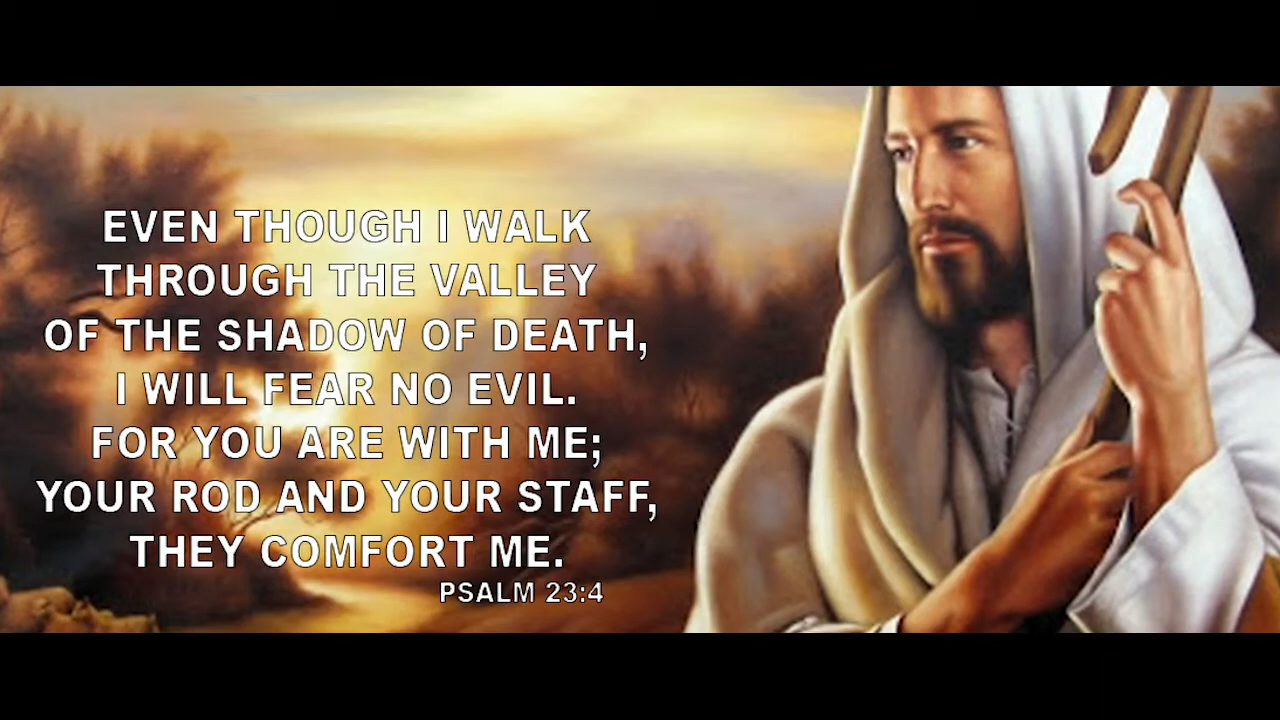 EVEN THOUGH I WALK
THROUGH THE VALLEY
OF THE SHADOW OF DEATH,
I WILL FEAR NO EVIL.
FOR YOU ARE WITH ME;
YOUR ROD AND YOUR STAFF,
THEY COMFORT ME.
PSALM 23:4